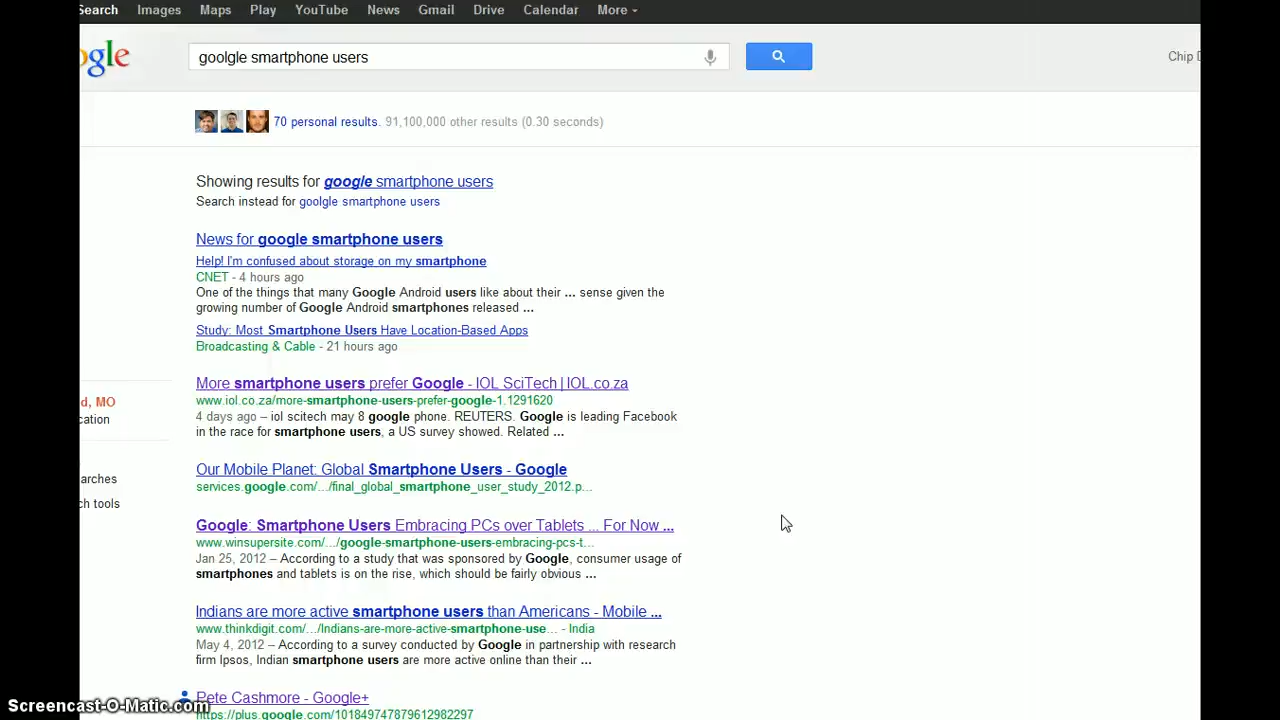 Search Images Maps Play YouTube News Gmail Drive Calendar More
ogle goolgle smartphone users Chip D
70 personal results. 91,100,000 other results (0.30 seconds)
Showing results for google smartphone users
Search instead for goolgle smartphone users
News for google smartphone users
Help! I'm confused about storage on my smartphone
CNET - 4 hours ago
One of the things that many Google Android users like about their ... sense given the
growing number of Google Android smartphones released ...
Study: Most Smartphone Users Have Location-Based Apps
Broadcasting & Cable - 21 hours ago
More smartphone users prefer Google - IOL SciTech | IOL.co.za
www.iol.co.za/more-smartphone-users-prefer-google-1.1291620
4 days ago – iol scitech may 8 google phone. REUTERS. Google is leading Facebook
in the race for smartphone users, a US survey showed. Related ...
d, MO
cation
Our Mobile Planet: Global Smartphone Users - Google
services.google.com/.../final_global_smartphone_user_study_2012.p...
arches
ch tools
Google: Smartphone Users Embracing PCs over Tablets ... For Now ...
www.winsupersite.com/.../google-smartphone-users-embracing-pcs-t...
Jan 25, 2012 – According to a study that was sponsored by Google, consumer usage of
smartphones and tablets is on the rise, which should be fairly obvious ...
Indians are more active smartphone users than Americans - Mobile ...
www.thinkdigit.com/.../Indians-are-more-active-smartphone-use... - India
May 4, 2012 – According to a survey conducted by Google in partnership with research
firm Ipsos, Indian smartphone users are more active online than their ...
Pete Cashmore - Google+
https://plus.google.com/101849747879612982297
Screencast-O-Matic.com